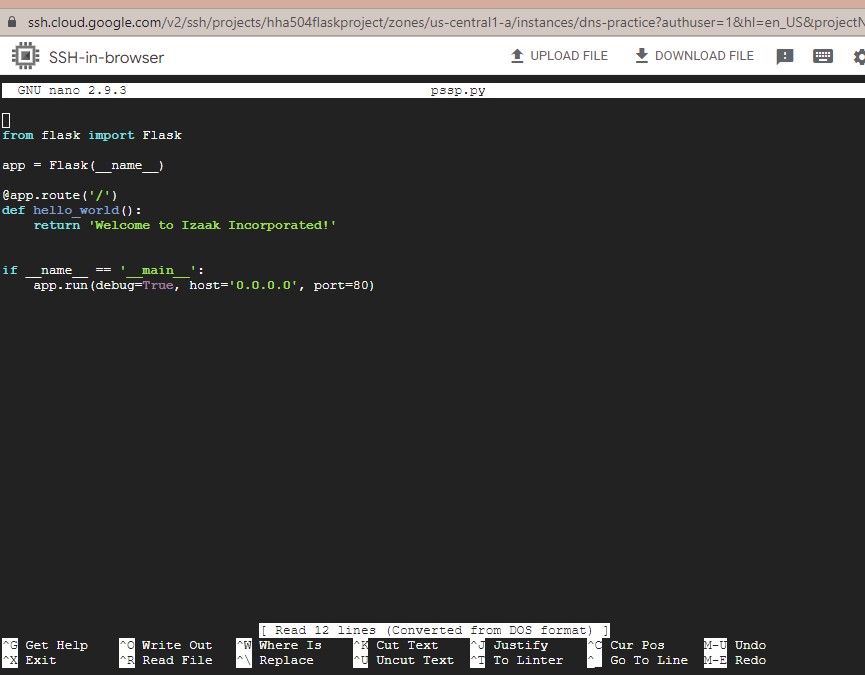 ssh.cloud.google.com/v2/ssh/projects/hha504flaskproject/zones/us-central1-a/instances/dns-practice?authuser=1&hl=en_US&projectN
SSH-in-browser UPLOAD FILE DOWNLOAD FILE
GNU nano 2.9.3 pssp.py
from flask import Flask
app = Flask(__name__)
@app.route('/')
def hello_world():
    return 'Welcome to Izaak Incorporated!'
if __name__ == '__main__':
    app.run(debug=True, host='0.0.0.0', port=80)
[ Read 12 lines (Converted from DOS format) ]
^G Get Help ^O Write Out ^W Where Is ^K Cut Text ^J Justify ^C Cur Pos M-U Undo
^X Exit ^R Read File ^\ Replace ^U Uncut Text ^T To Linter ^_ Go To Line M-E Redo